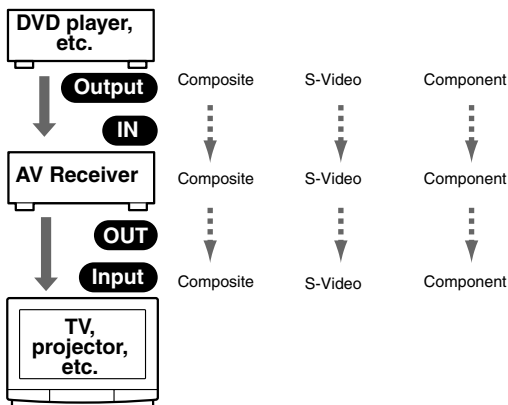 DVD player,
etc.
Output Composite S-Video Component
IN
AV Receiver Composite S-Video Component
OUT
Input Composite S-Video Component
TV,
projector,
etc.